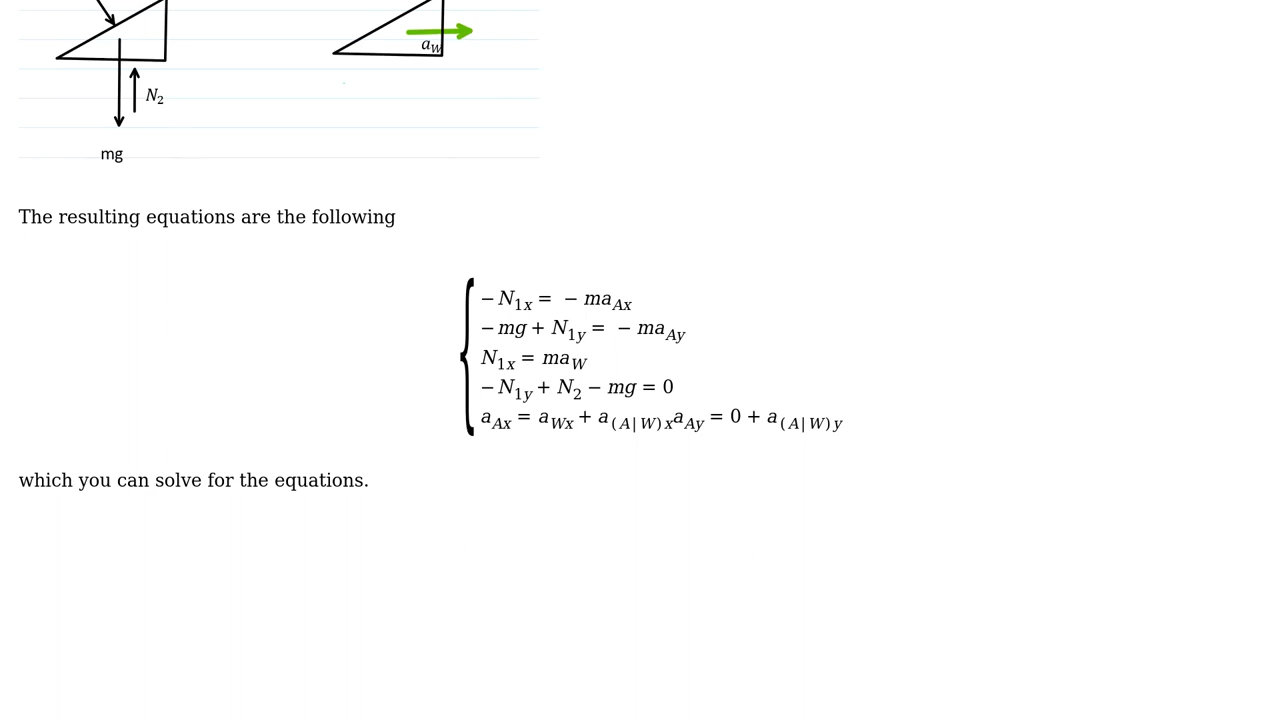 a_W
N_2
mg
The resulting equations are the following
−N_{1x} = −ma_{Ax}
−mg + N_{1y} = −ma_{Ay}
N_{1x} = ma_W
−N_{1y} + N_2 − mg = 0
a_{Ax} = a_{Wx} + a_{(A|W)x}a_{Ay} = 0 + a_{(A|W)y}
which you can solve for the equations.